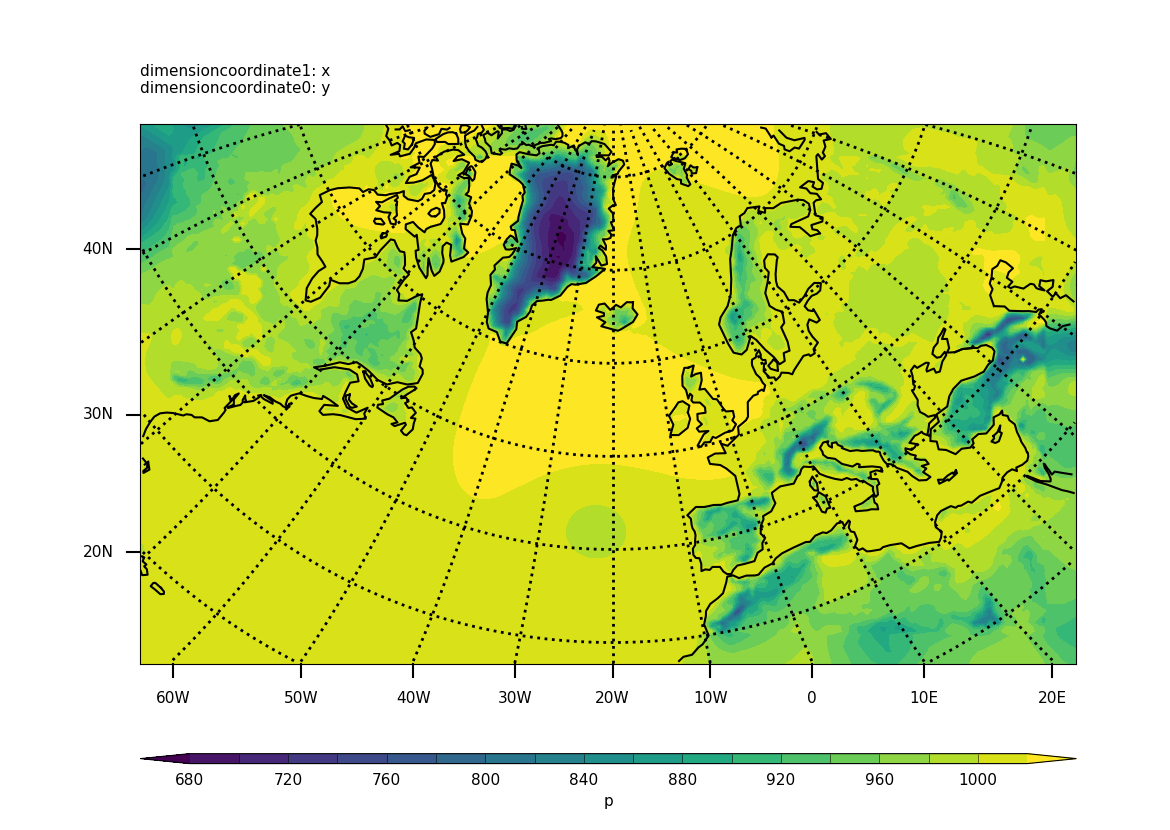 dimensioncoordinate1: x
dimensioncoordinate0: y
40N
30N
20N
60W 50W 40W 30W 20W 10W 0 10E 20E
680 720 760 800 840 880 920 960 1000
p